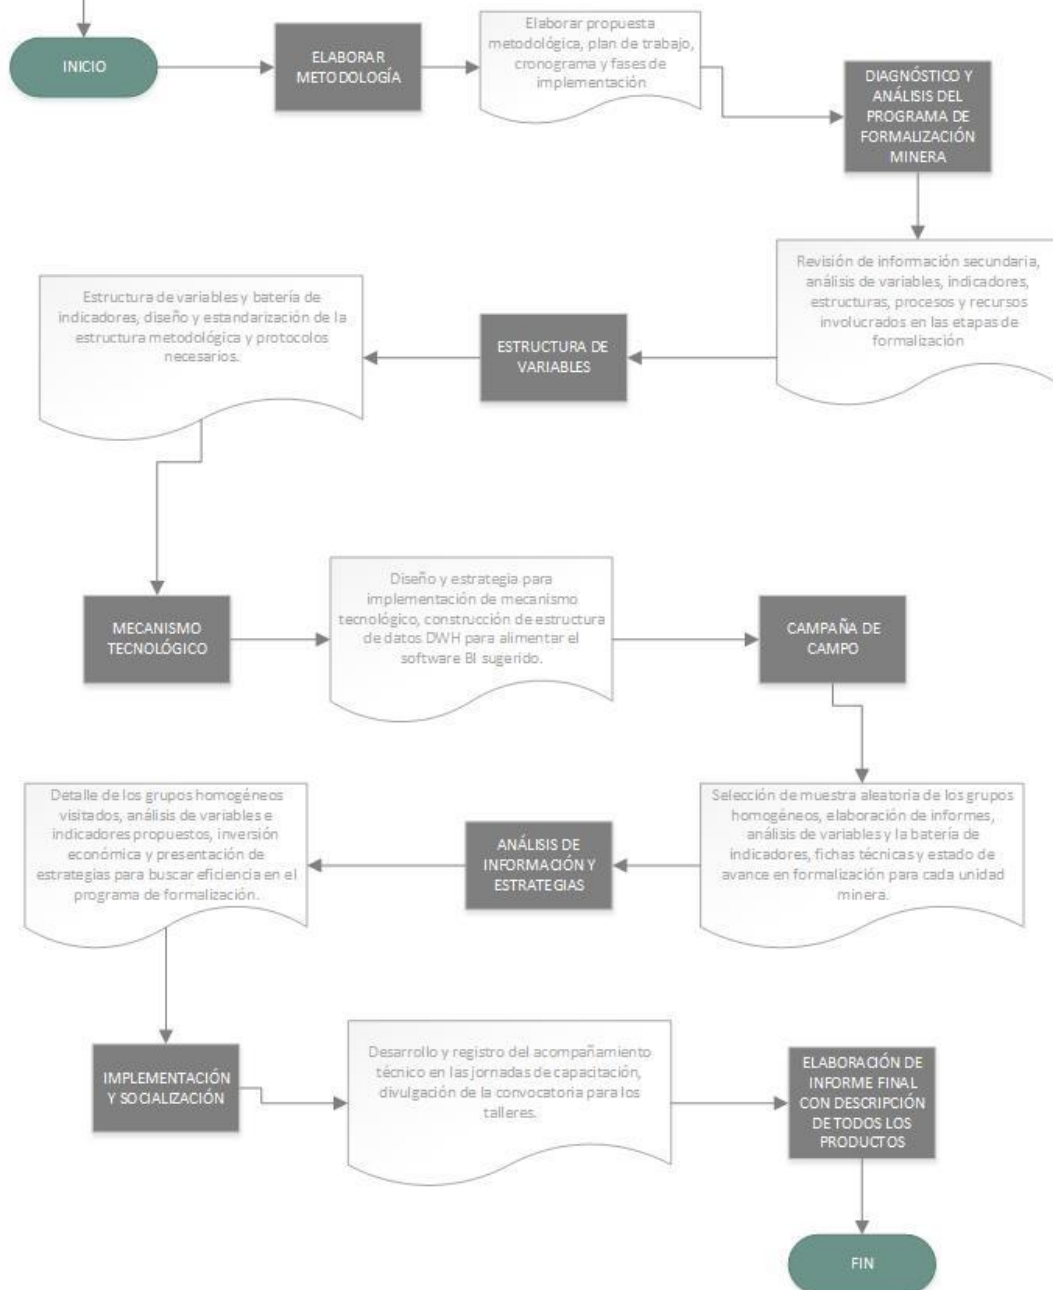 INICIO
ELABORAR
METODOLOGÍA
Elaborar propuesta
metodológica, plan de trabajo,
cronograma y fases de
implementación
DIAGNÓSTICO Y
ANÁLISIS DEL
PROGRAMA DE
FORMALIZACIÓN
MINERA
Revisión de información secundaria,
análisis de variables, indicadores,
estructuras, procesos y recursos
involucrados en las etapas de
formalización
ESTRUCTURA DE
VARIABLES
Estructura de variables y batería de
indicadores, diseño y estandarización de la
estructura metodológica y protocolos
necesarios.
MECANISMO
TECNOLÓGICO
Diseño y estrategia para
implementación de mecanismo
tecnológico, construcción de estructura
de datos DWH para alimentar el
software BI sugerido.
CAMPAÑA DE
CAMPO
Selección de muestra aleatoria de los grupos
homogéneos, elaboración de informes,
análisis de variables y la batería de
indicadores, fichas técnicas y estado de
avance en formalización para cada unidad
minera.
ANÁLISIS DE
INFORMACIÓN Y
ESTRATEGIAS
Detalle de los grupos homogéneos
visitados, análisis de variables e
indicadores propuestos, inversión
económica y presentación de
estrategias para buscar eficiencia en el
programa de formalización.
IMPLEMENTACIÓN
Y SOCIALIZACIÓN
Desarrollo y registro del acompañamiento
técnico en las jornadas de capacitación,
divulgación de la convocatoria para los
talleres.
ELABORACIÓN DE
INFORME FINAL
CON DESCRIPCIÓN
DE TODOS LOS
PRODUCTOS
FIN